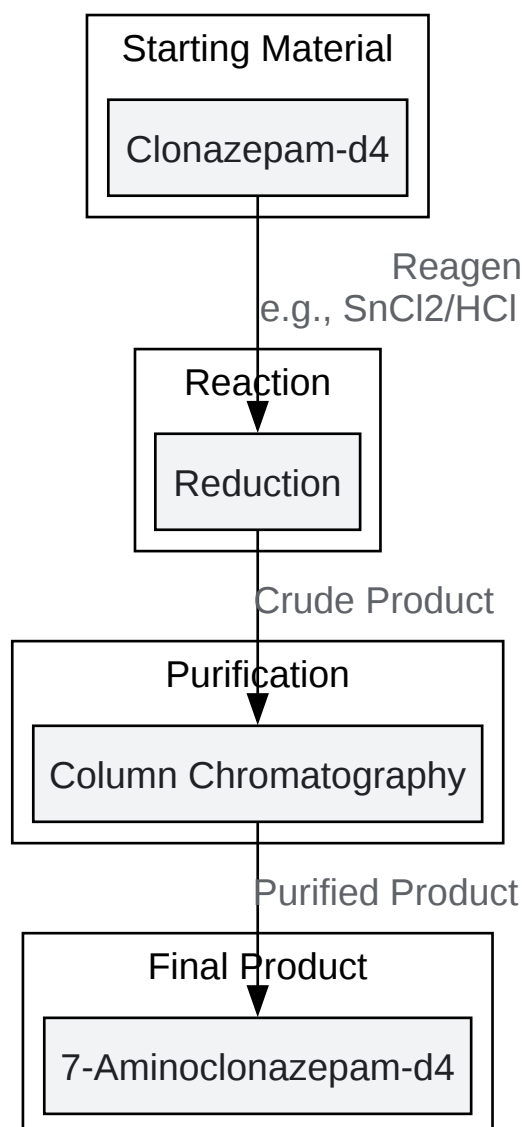 Starting Material
Clonazepam-d4
Reagen
e.g., SnCl2/HCl
Reaction
Reduction
Crude Product
Purification
Column Chromatography
Purified Product
Final Product
7-Aminoclonazepam-d4